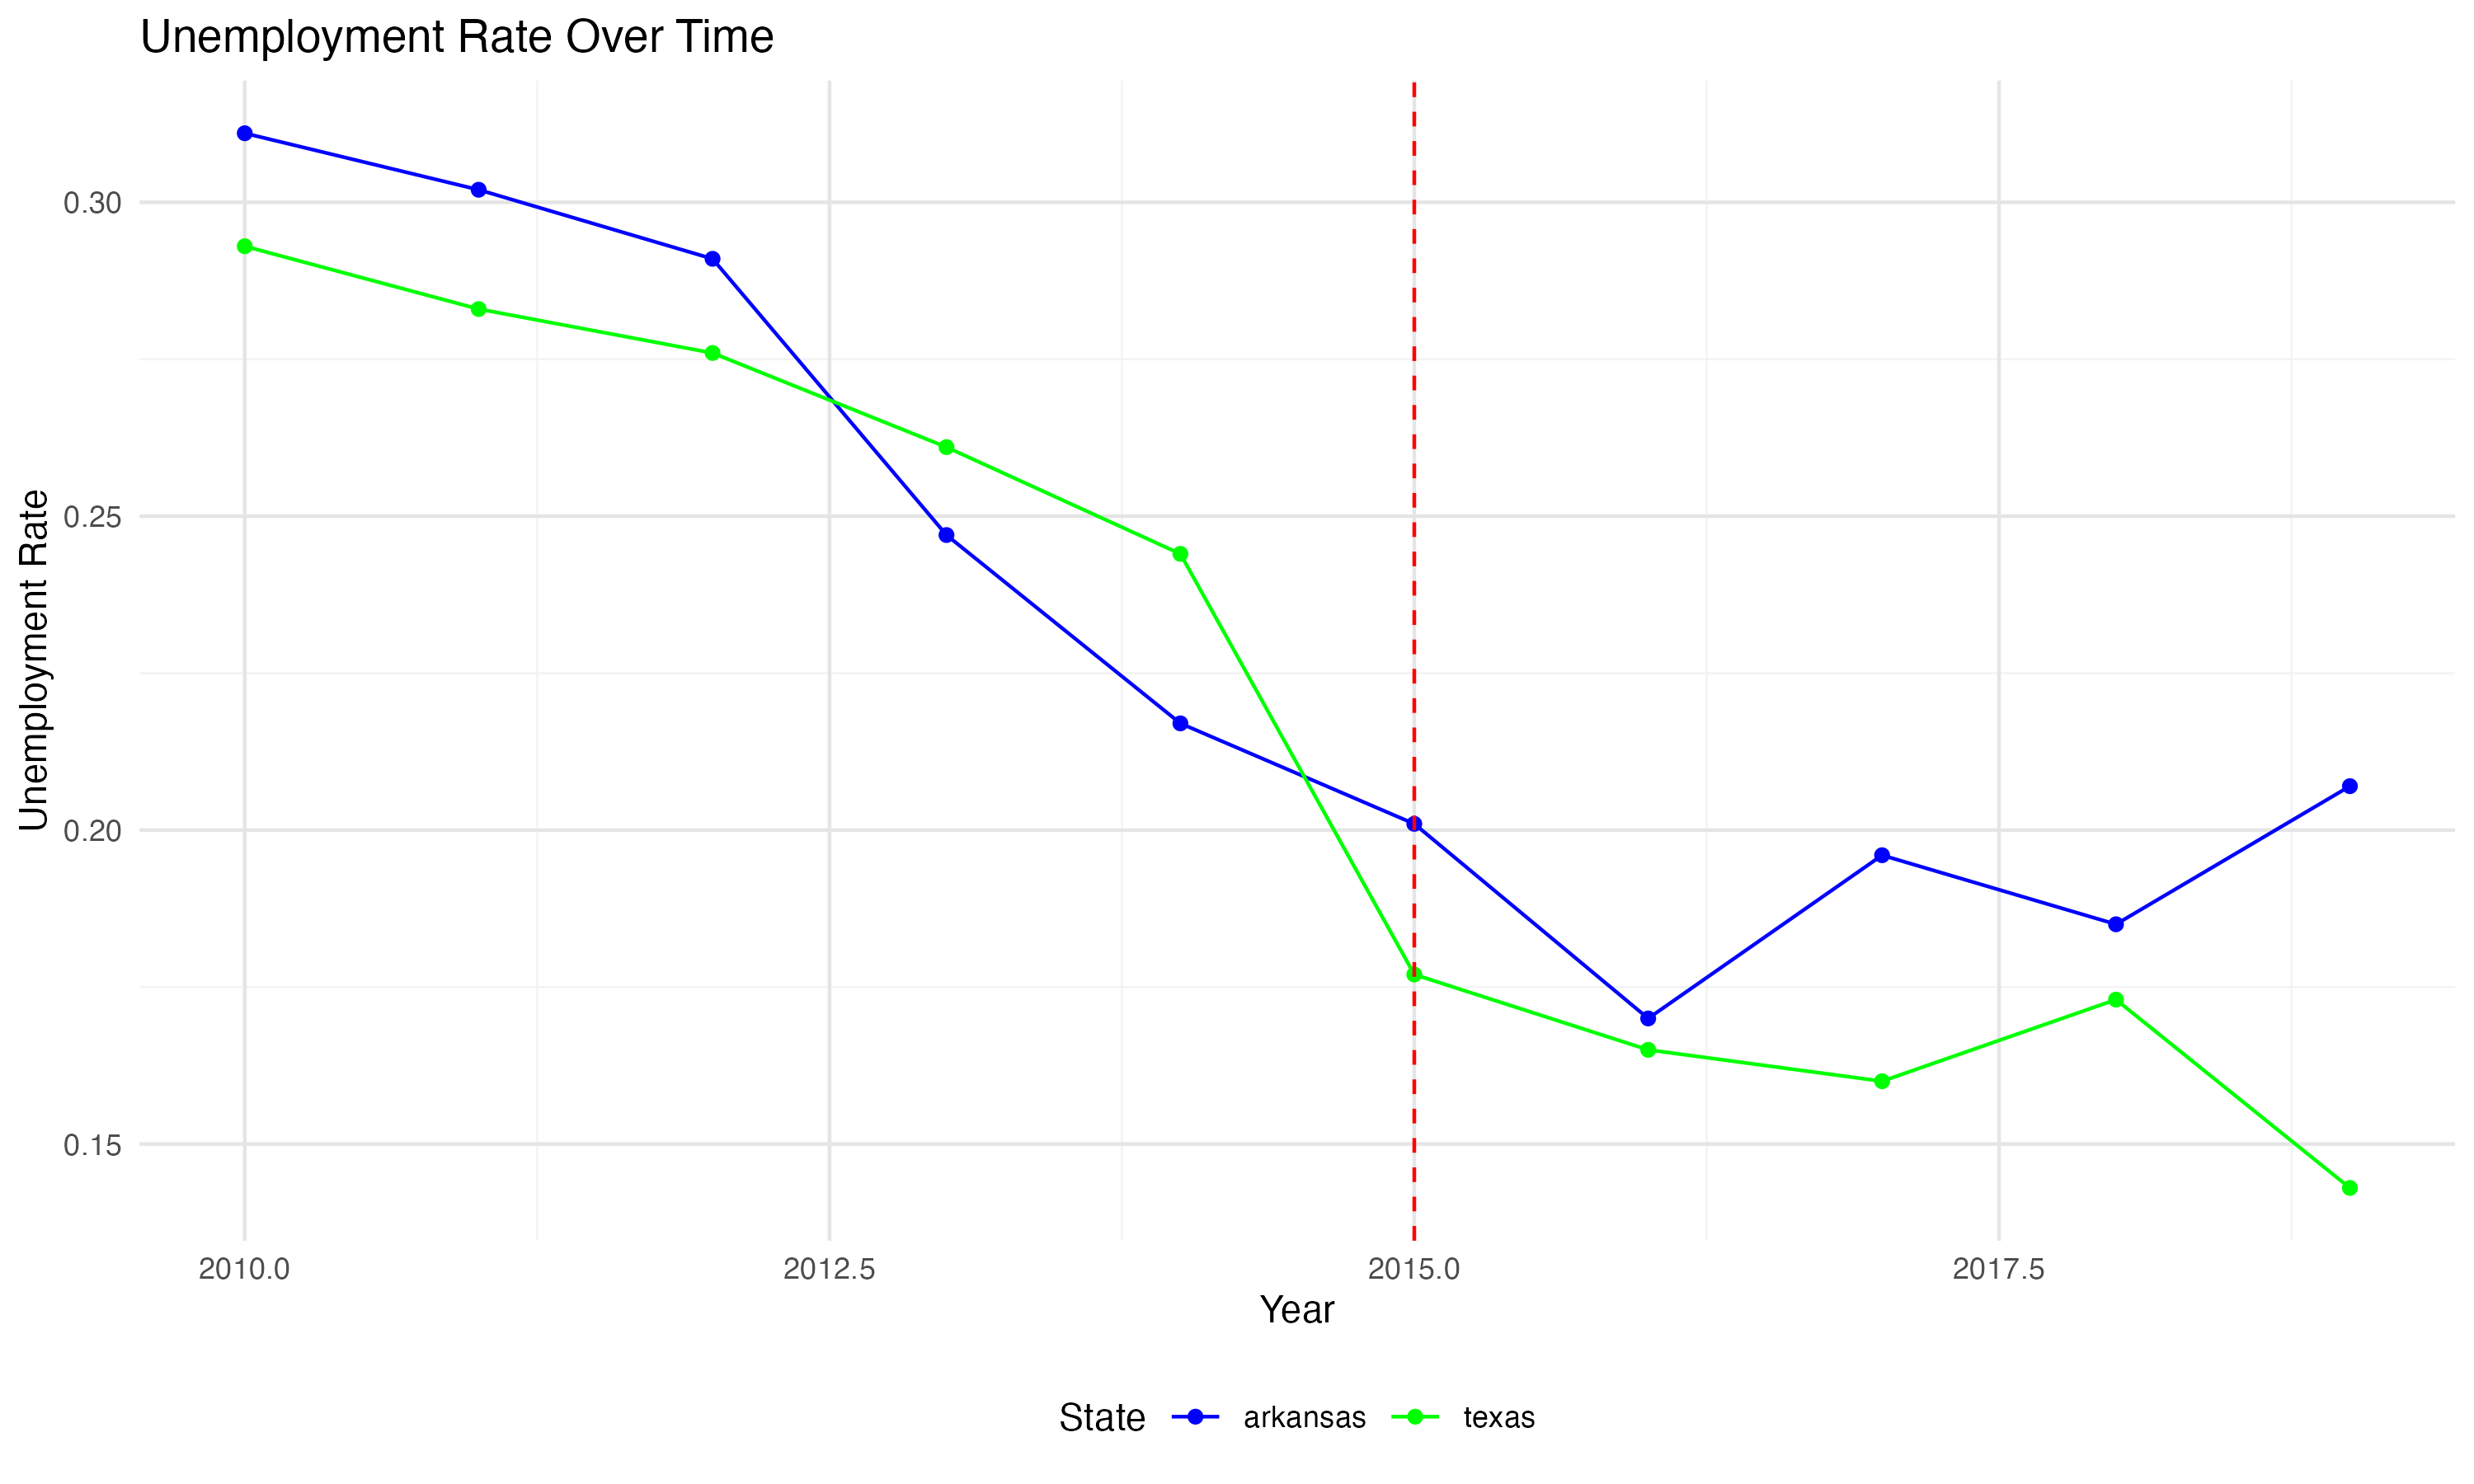 Unemployment Rate Over Time
Unemployment Rate
0.30
0.25
0.20
0.15
2010.0 2012.5 2015.0 2017.5
Year
State arkansas texas